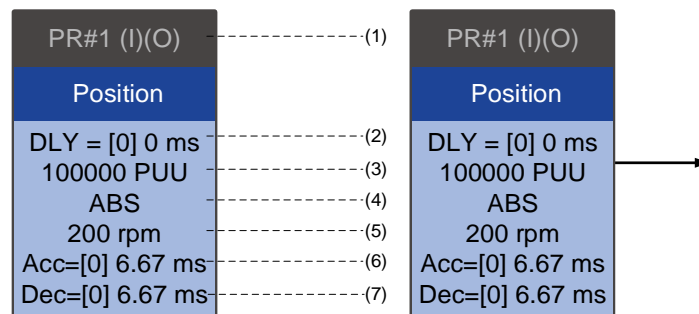 PR#1 (I)(O)
(1)
Position
DLY = [0] 0 ms
(2)
100000 PUU
(3)
ABS
(4)
200 rpm
(5)
Acc=[0] 6.67 ms
(6)
Dec=[0] 6.67 ms
(7)
PR#1 (I)(O)
Position
DLY = [0] 0 ms
100000 PUU
ABS
200 rpm
Acc=[0] 6.67 ms
Dec=[0] 6.67 ms